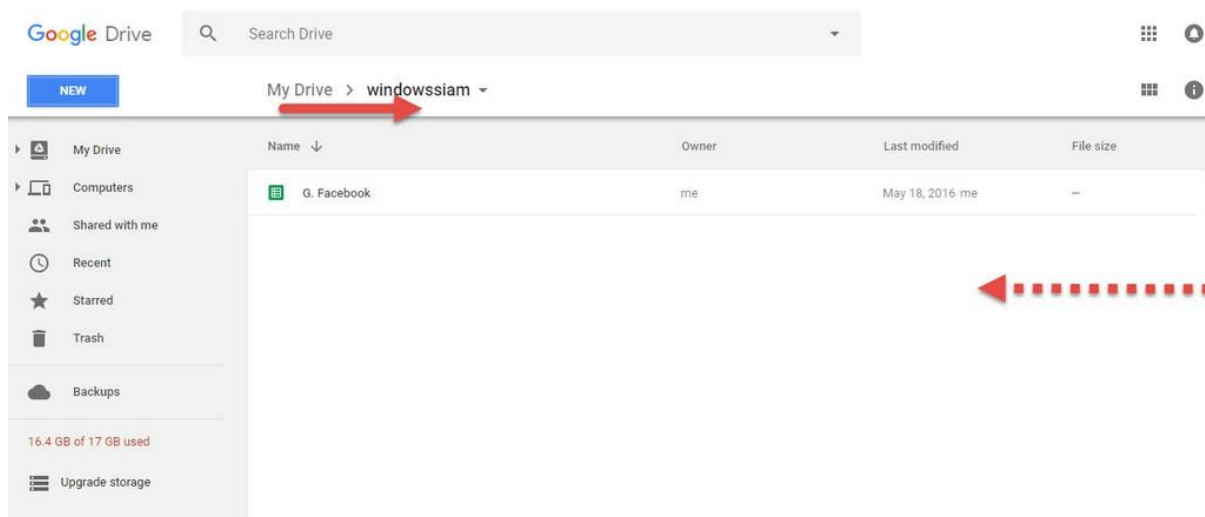 Google Drive
Search Drive
NEW
My Drive > windowssiam
Name Owner Last modified File size
My Drive
Computers
G. Facebook me May 18, 2016 me –
Shared with me
Recent
Starred
Trash
Backups
16.4 GB of 17 GB used
Upgrade storage